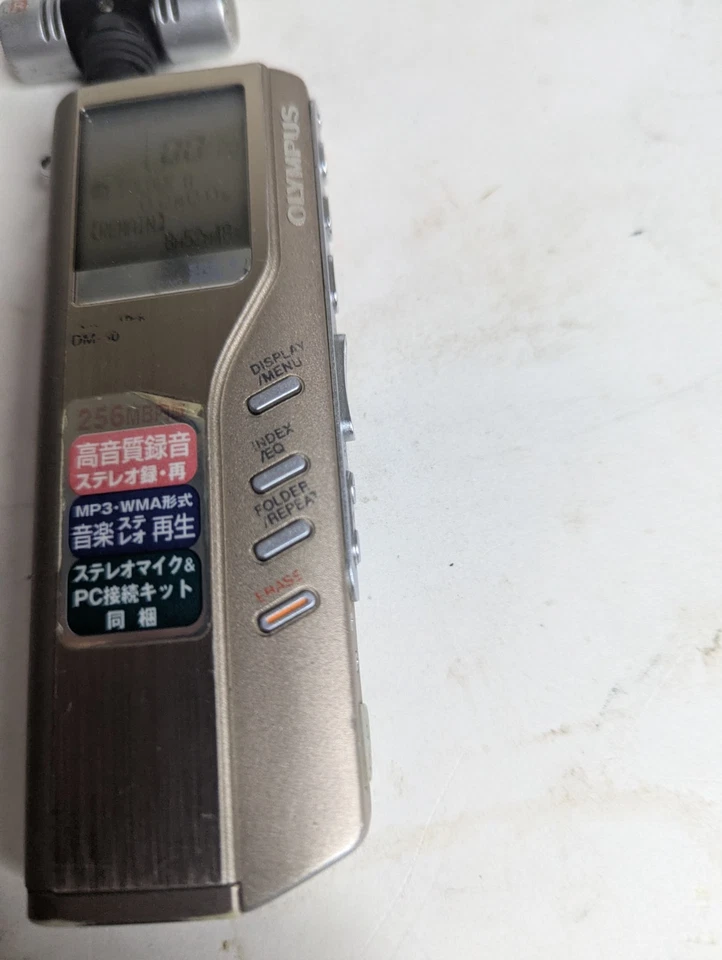 OLYMPUS
00
[REMAIN]
DISPLAY
/MENU
256MB
高音質録音
ステレオ録・再
INDEX
/EQ
MP3・WMA形式
音楽ステレオ再生
FOLDER
/REPEAT
ステレオマイク&
PC接続キット
同梱
ERASE